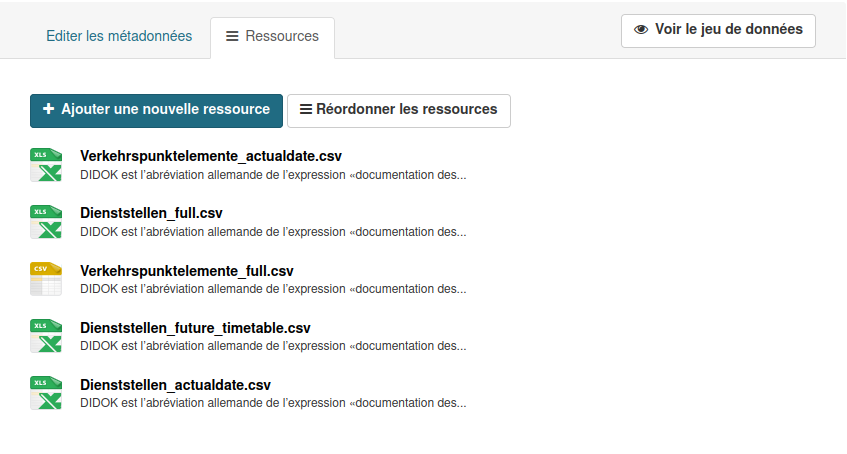 Editer les métadonnées
Ressources
Voir le jeu de données
Ajouter une nouvelle ressource
Réordonner les ressources
XLS
Verkehrspunktelemente_actualdate.csv
DIDOK est l'abréviation allemande de l'expression «documentation des...
XLS
Dienststellen_full.csv
DIDOK est l'abréviation allemande de l'expression «documentation des...
CSV
Verkehrspunktelemente_full.csv
DIDOK est l'abréviation allemande de l'expression «documentation des...
XLS
Dienststellen_future_timetable.csv
DIDOK est l'abréviation allemande de l'expression «documentation des...
XLS
Dienststellen_actualdate.csv
DIDOK est l'abréviation allemande de l'expression «documentation des...